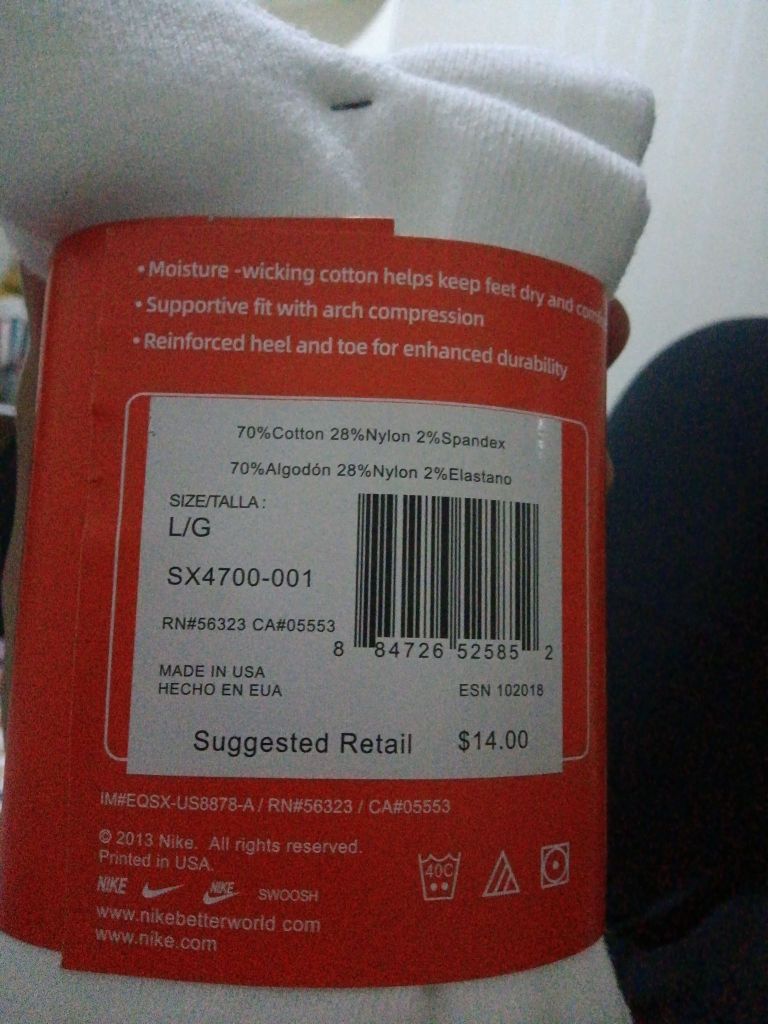 •Moisture -wicking cotton helps keep feet dry and
•Supportive fit with arch compression
•Reinforced heel and toe for enhanced durability
70%Cotton 28%Nylon 2%Spandex
70%Algodón 28%Nylon 2%Elastano
SIZE/TALLA :
L/G
SX4700-001
RN#56323 CA#05553
8 84726 52585 2
MADE IN USA
HECHO EN EUA
ESN 102018
Suggested Retail $14.00
IM#EQSX-US8878-A / RN#56323 / CA#05553
© 2013 Nike. All rights reserved.
Printed in USA.
NIKE NIKE SWOOSH
40C
www.nikebetterworld com
www.nike.com